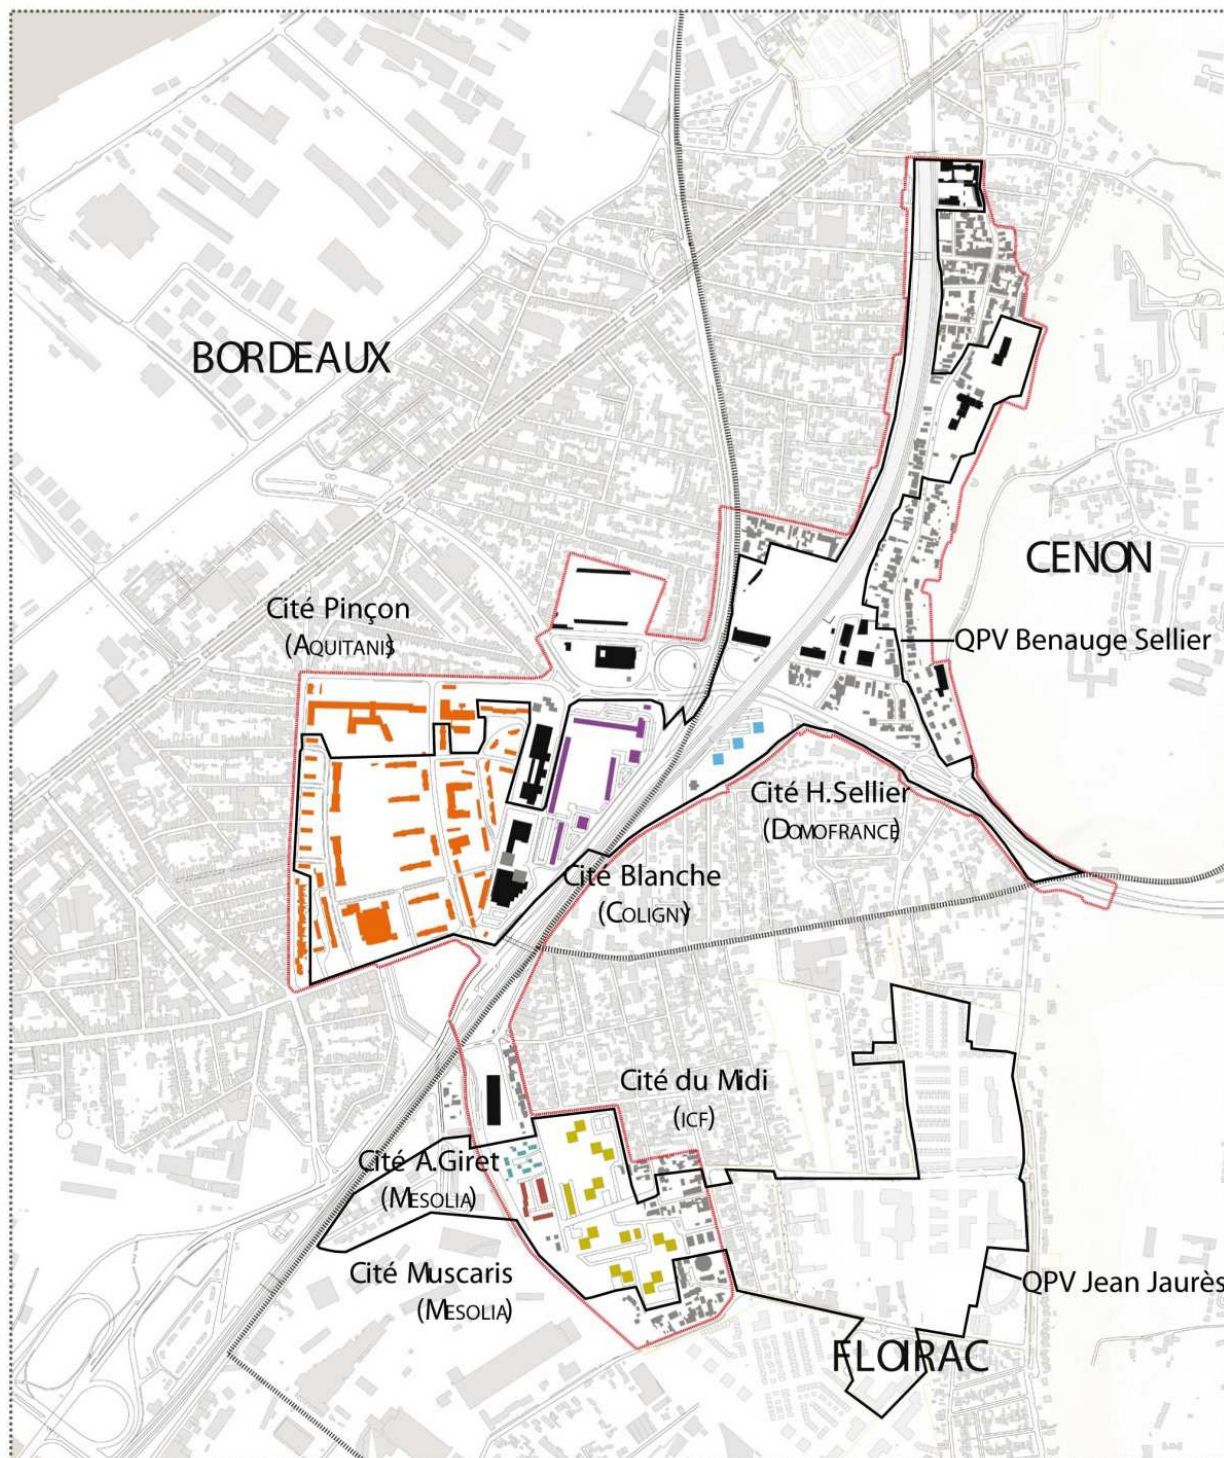 BORDEAUX
CENON
Cité Pinçon
(AQUITANIS)
QPV Benauge Sellier
Cité H.Sellier
(DOMOFRANCE)
Cité Blanche
(COLIGNY)
Cité du Midi
(ICF)
Cité A.Giret
(MESOLIA)
Cité Muscaris
(MESOLIA)
QPV Jean Jaurès
FLOIRAC